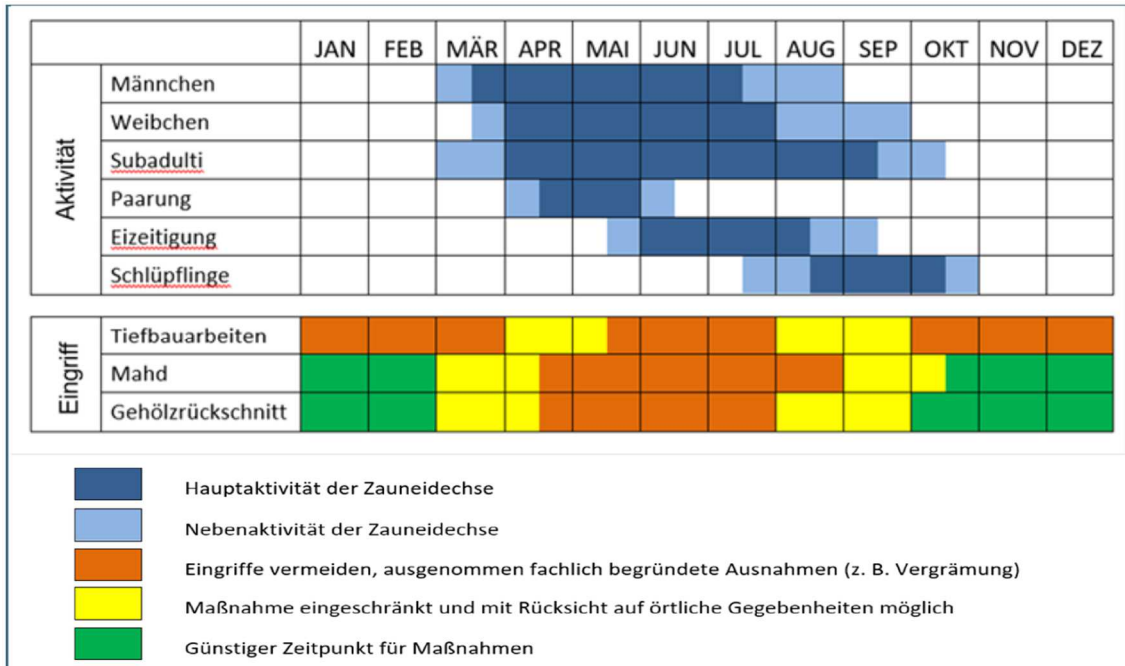 JAN FEB MÄR APR MAI JUN JUL AUG SEP OKT NOV DEZ
Aktivität
Männchen
Weibchen
Subadulti
Paarung
Eizeitigung
Schlüpflinge
Eingriff
Tiefbauarbeiten
Mahd
Gehölzrückschnitt
Hauptaktivität der Zauneidechse
Nebenaktivität der Zauneidechse
Eingriffe vermeiden, ausgenommen fachlich begründete Ausnahmen (z. B. Vergrämung)
Maßnahme eingeschränkt und mit Rücksicht auf örtliche Gegebenheiten möglich
Günstiger Zeitpunkt für Maßnahmen